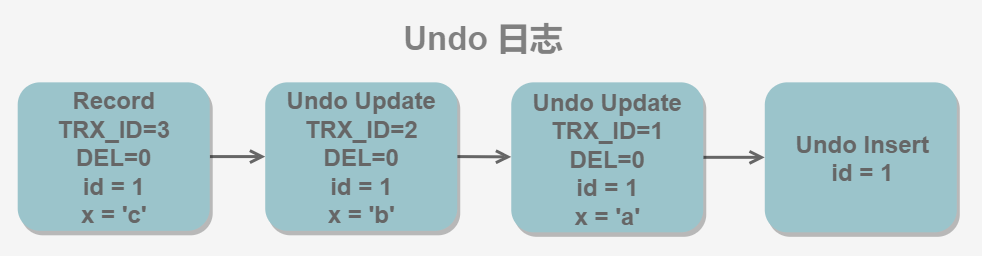 Undo 日志
Record
TRX_ID=3
DEL=0
id = 1
x = 'c'
Undo Update
TRX_ID=2
DEL=0
id = 1
x = 'b'
Undo Update
TRX_ID=1
DEL=0
id = 1
x = 'a'
Undo Insert
id = 1